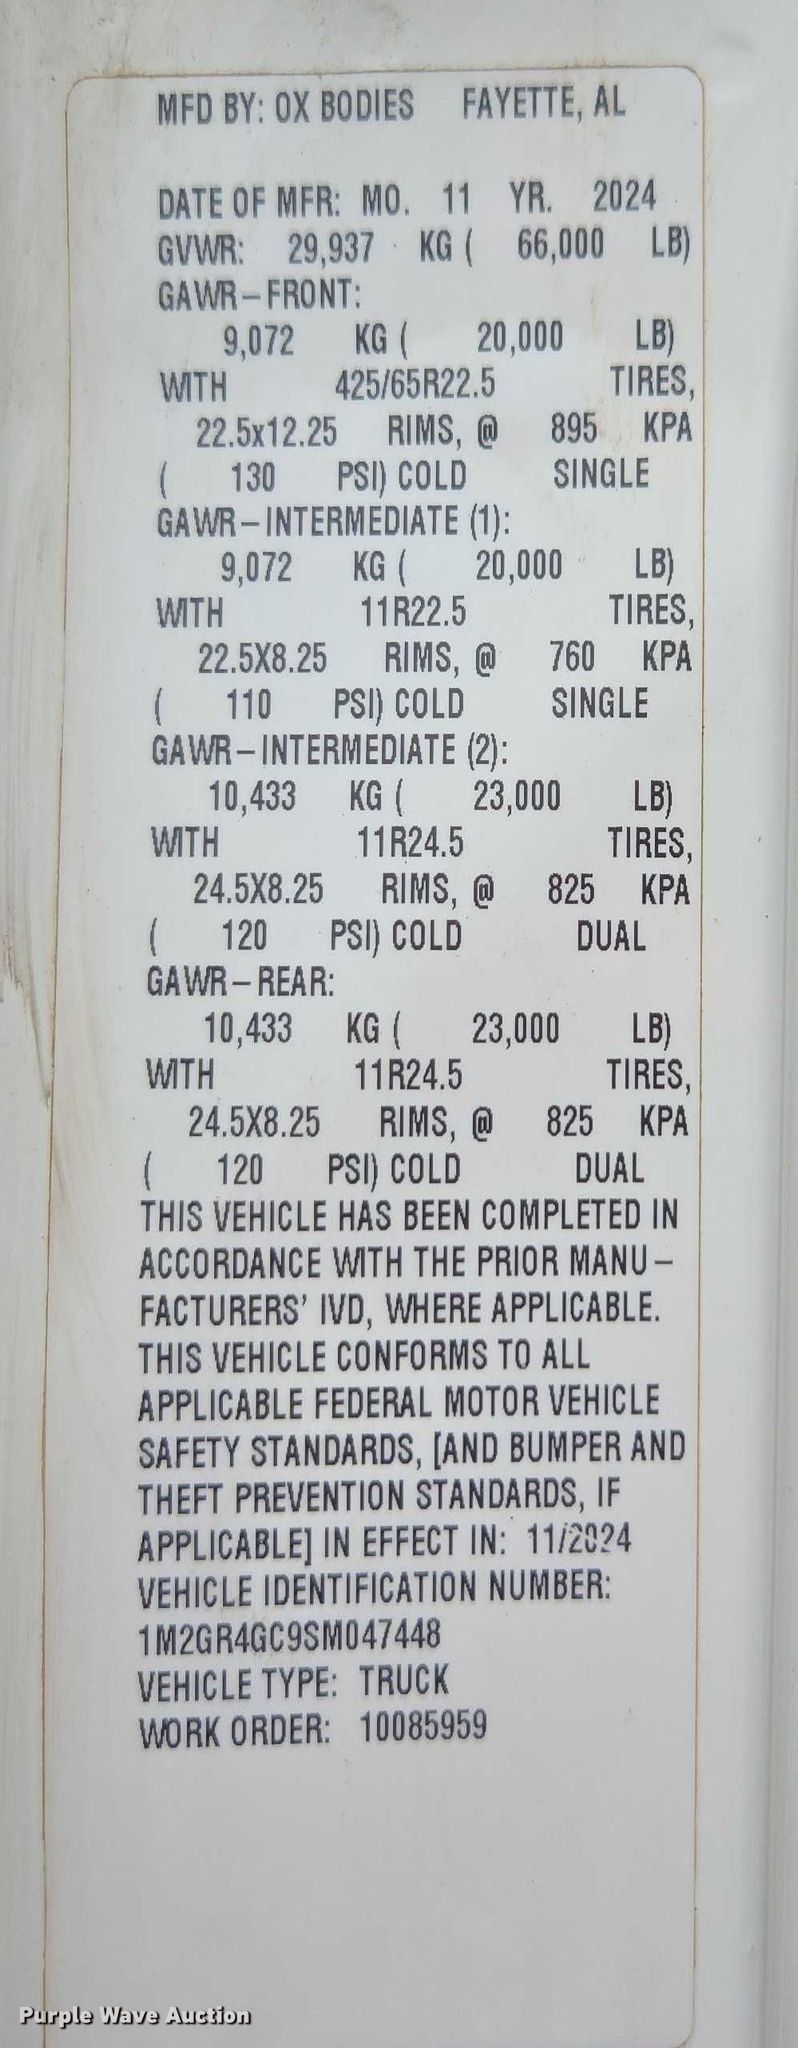 MFD BY: OX BODIES FAYETTE, AL
DATE OF MFR: MO. 11 YR. 2024
GVWR: 29,937 KG ( 66,000 LB)
GAWR-FRONT:
9,072 KG ( 20,000 LB)
WITH 425/65R22.5 TIRES,
22.5x12.25 RIMS, @ 895 KPA
( 130 PSI) COLD SINGLE
GAWR-INTERMEDIATE (1):
9,072 KG ( 20,000 LB)
WITH 11R22.5 TIRES,
22.5X8.25 RIMS, @ 760 KPA
( 110 PSI) COLD SINGLE
GAWR-INTERMEDIATE (2):
10,433 KG ( 23,000 LB)
WITH 11R24.5 TIRES,
24.5X8.25 RIMS, @ 825 KPA
( 120 PSI) COLD DUAL
GAWR-REAR:
10,433 KG ( 23,000 LB)
WITH 11R24.5 TIRES,
24.5X8.25 RIMS, @ 825 KPA
( 120 PSI) COLD DUAL
THIS VEHICLE HAS BEEN COMPLETED IN
ACCORDANCE WITH THE PRIOR MANU-
FACTURERS' IVD, WHERE APPLICABLE.
THIS VEHICLE CONFORMS TO ALL
APPLICABLE FEDERAL MOTOR VEHICLE
SAFETY STANDARDS, [AND BUMPER AND
THEFT PREVENTION STANDARDS, IF
APPLICABLE] IN EFFECT IN: 11/2024
VEHICLE IDENTIFICATION NUMBER:
1M2GR4GC9SM047448
VEHICLE TYPE: TRUCK
WORK ORDER: 10085959
Purple Wave Auction